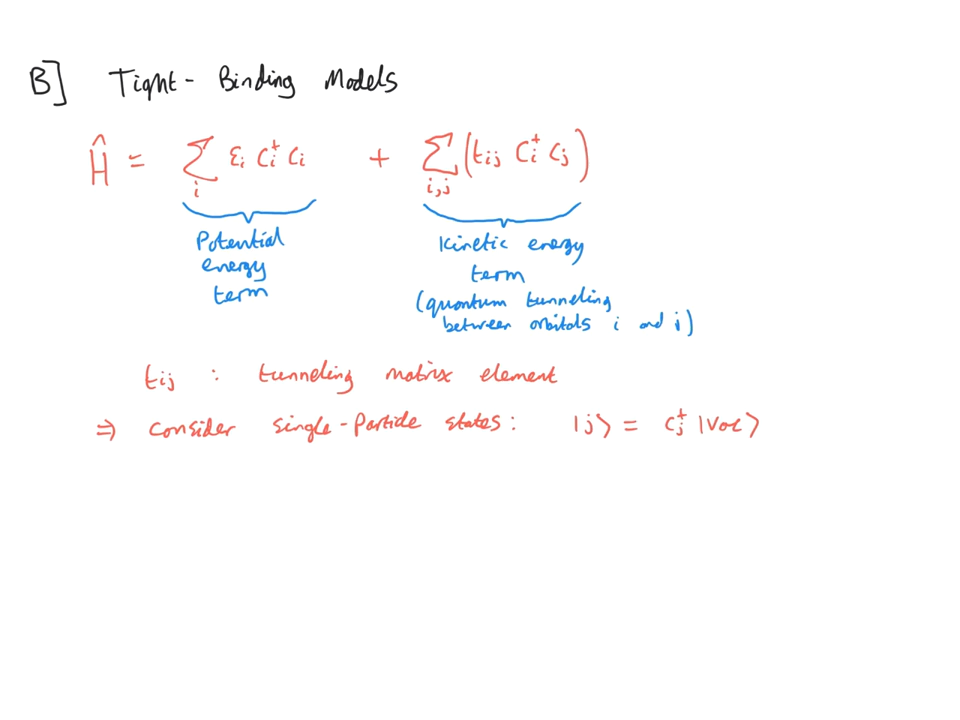 B] Tight-Binding Models
Ĥ = Σ_i ε_i c_i† c_i + Σ_{i,j} (t_ij c_i† c_j)
Potential energy term
Kinetic energy term
(quantum tunneling between orbitals i and j)
t_ij : tunneling matrix element
⇒ consider single-particle states: |j⟩ = c_j† |vac⟩